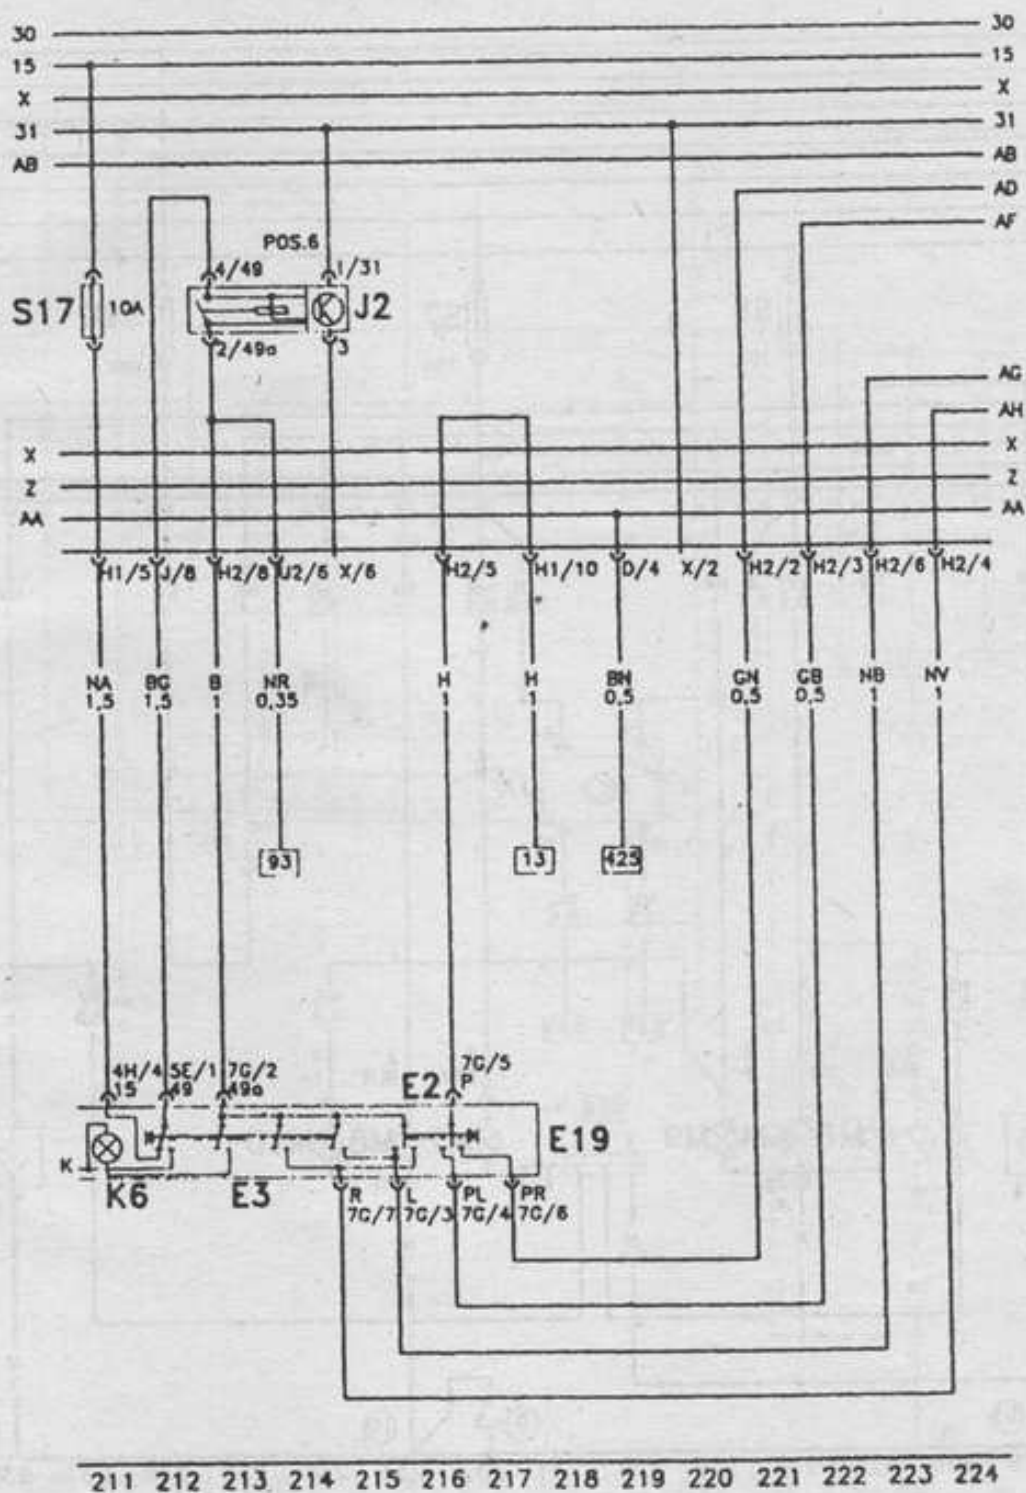 30 30
15 15
X X
31 31
AB AB
AD
AF
POS.6
4/49 1/31
S17 10A J2
2/49a 3
AG
AH
X X
Z Z
AA AA
H1/5 J/8 H2/8 U2/6 X/6 H2/5 H1/10 D/4 X/2 H2/2 H2/3 H2/6 H2/4
NA BG B NR H H BN GN GB NB NV
1,5 1,5 1 0,35 1 1 0,5 0,5 0,5 1 1
93 13 425
4H/4 5E/1 7G/2 7G/5
15 49 49a E2 P
E19
K
K6 E3 R L PL PR
7G/7 7G/3 7G/4 7G/6
211 212 213 214 215 216 217 218 219 220 221 222 223 224